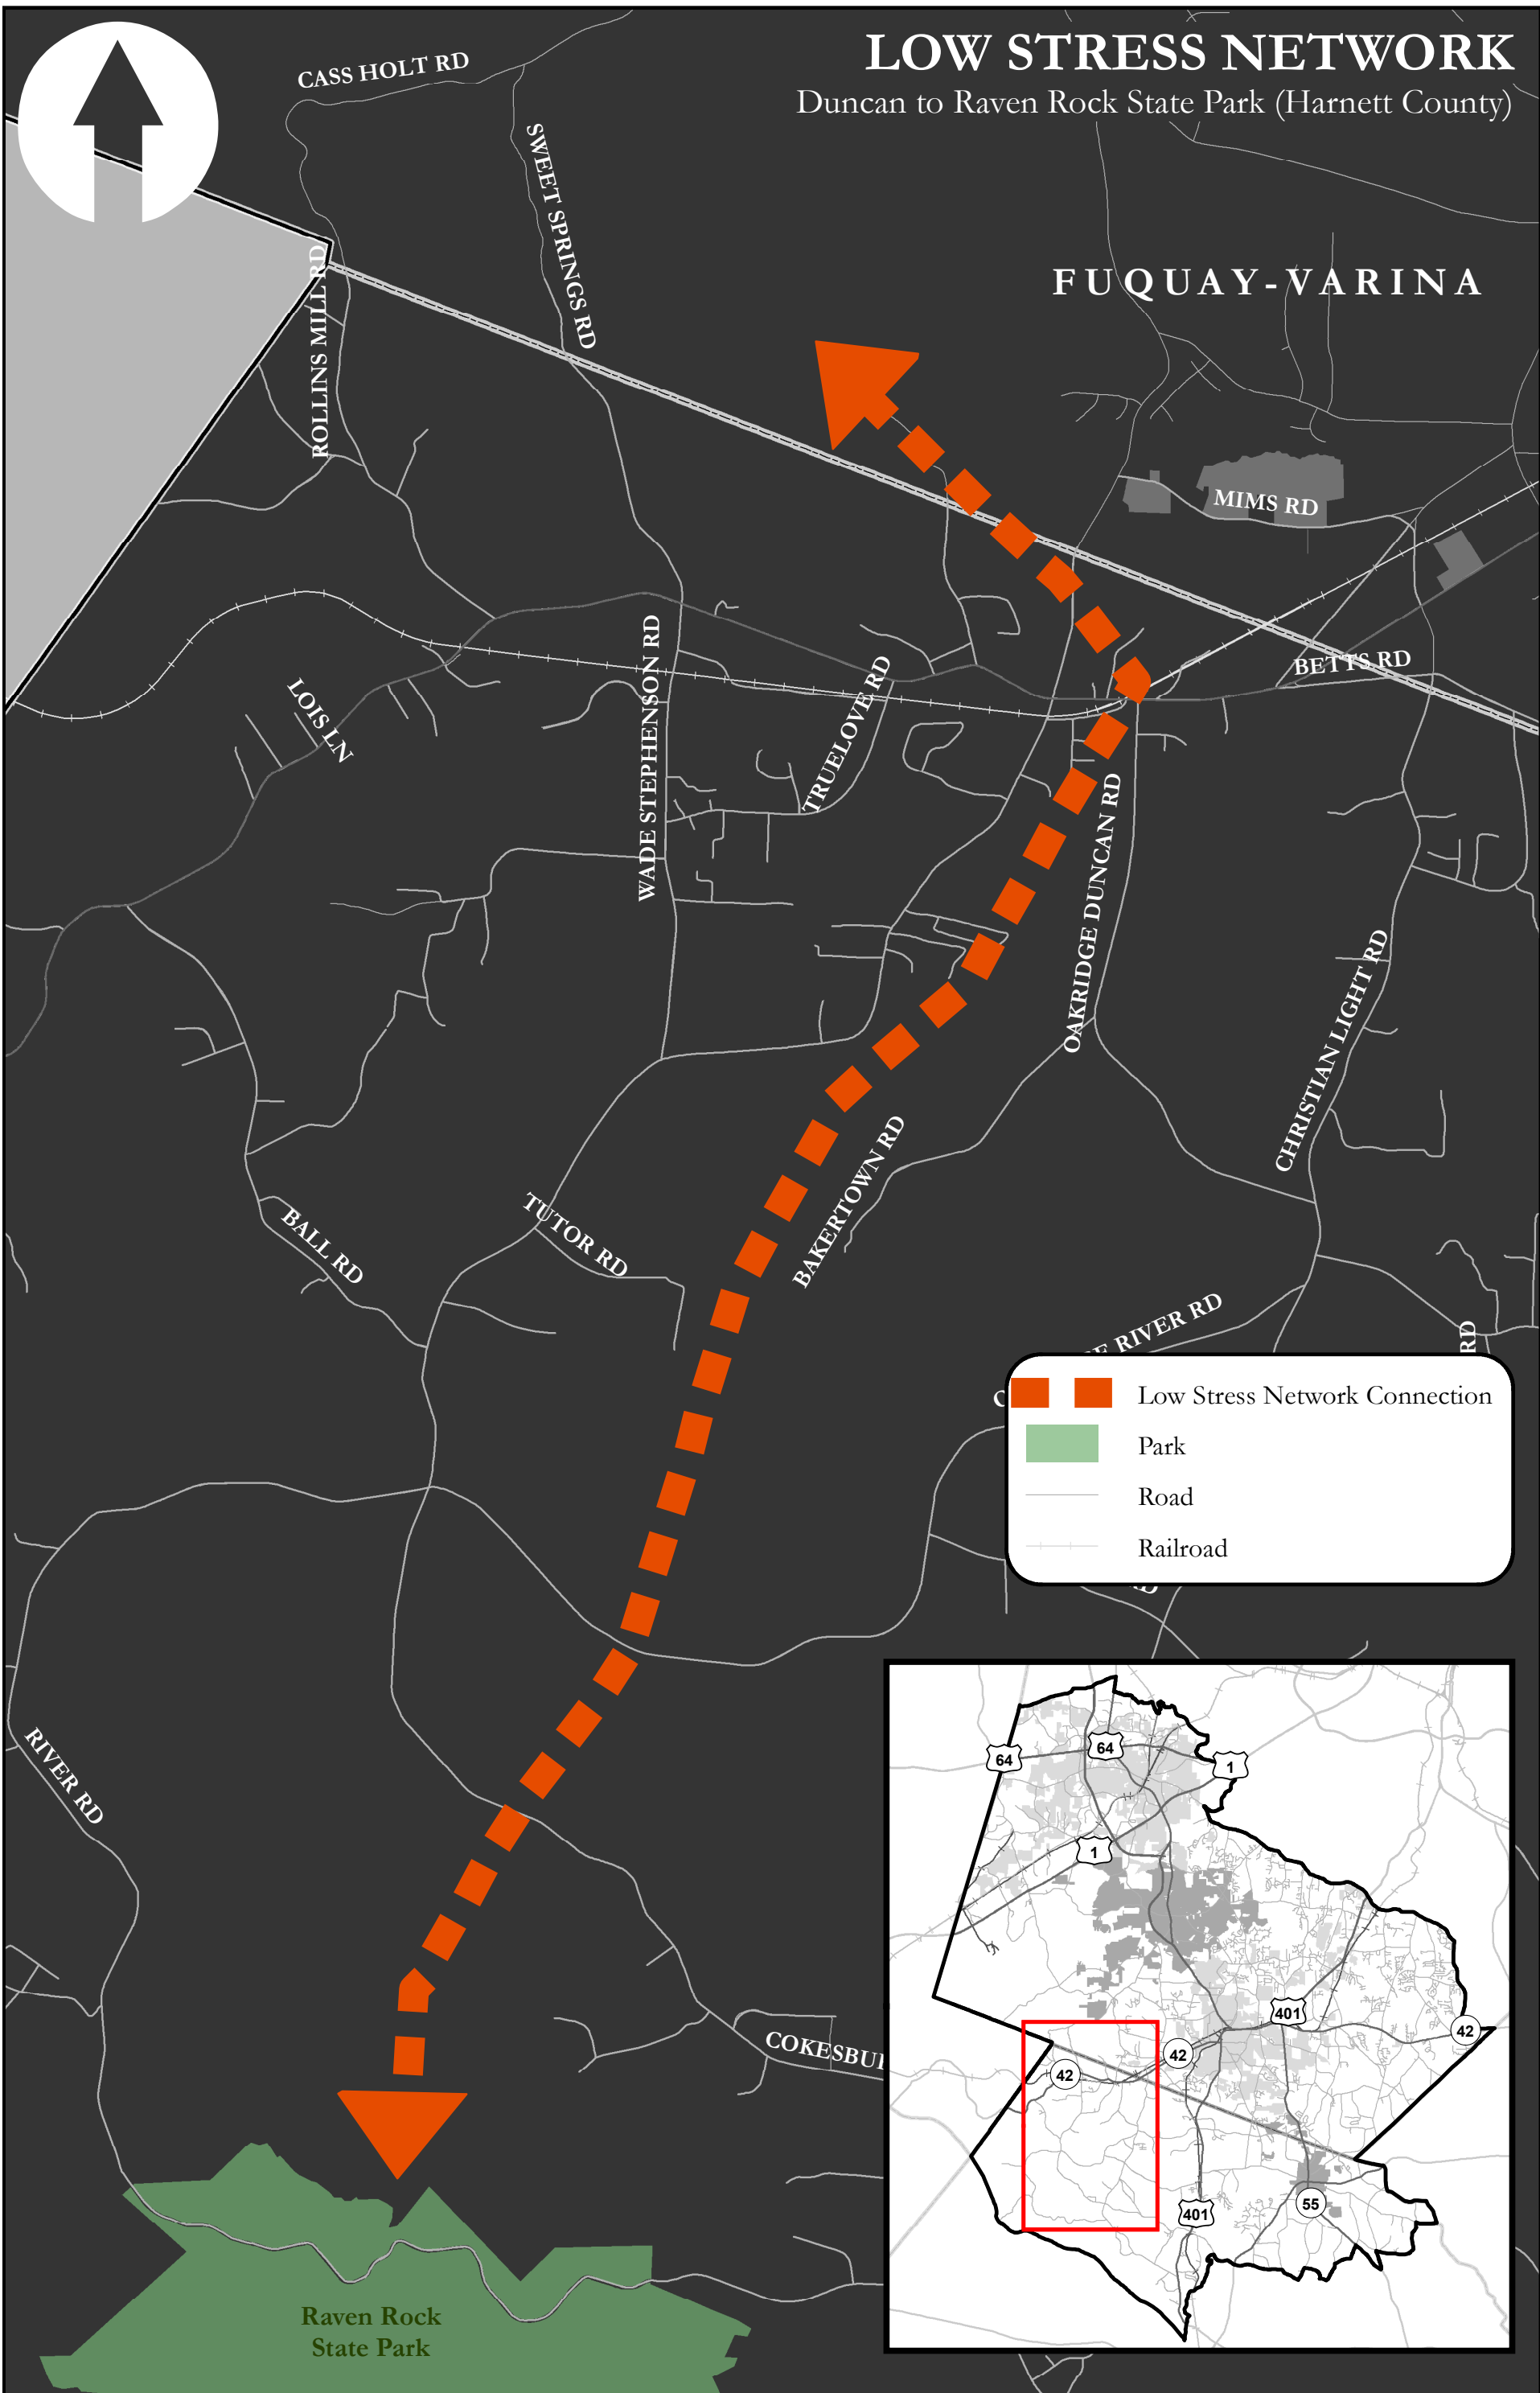 LOW STRESS NETWORK
Duncan to Raven Rock State Park (Harnett County)
CASS HOLT RD
SWEET SPRINGS RD
ROLLINS MILL RD
FUQUAY-VARINA
MIMS RD
BETTS RD
LOIS LN
WADE STEPHENSON RD
TRUELOVE RD
OAKRIDGE DUNCAN RD
CHRISTIAN LIGHT RD
BAKERTOWN RD
BALL RD
TUTOR RD
RIVER RD
RD
Low Stress Network Connection
Park
Road
Railroad
RIVER RD
COKESBU
64
64
1
1
401
42
42
42
401
55
Raven Rock
State Park